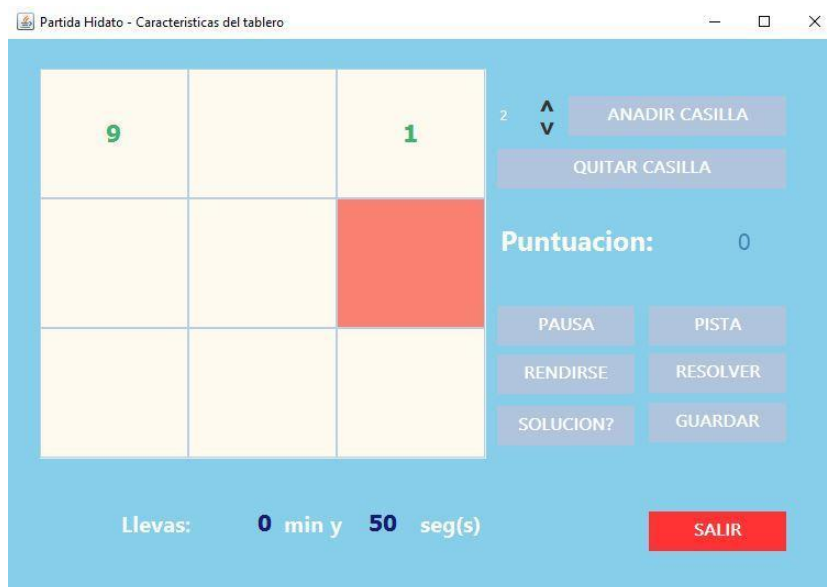 Partida Hidato - Caracteristicas del tablero
9 1
2 ANADIR CASILLA
QUITAR CASILLA
Puntuacion: 0
PAUSA PISTA
RENDIRSE RESOLVER
SOLUCION? GUARDAR
Llevas: 0 min y 50 seg(s)
SALIR